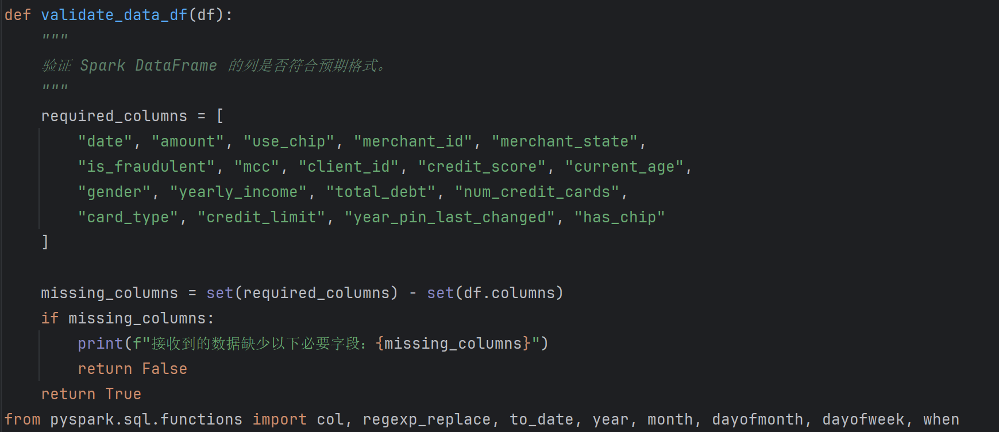 def validate_data_df(df):
    """
    验证 Spark DataFrame 的列是否符合预期格式。
    """
    required_columns = [
        "date", "amount", "use_chip", "merchant_id", "merchant_state",
        "is_fraudulent", "mcc", "client_id", "credit_score", "current_age",
        "gender", "yearly_income", "total_debt", "num_credit_cards",
        "card_type", "credit_limit", "year_pin_last_changed", "has_chip"
    ]
    missing_columns = set(required_columns) - set(df.columns)
    if missing_columns:
        print(f"接收到的数据缺少以下必要字段：{missing_columns}")
        return False
    return True
from pyspark.sql.functions import col, regexp_replace, to_date, year, month, dayofmonth, dayofweek, when